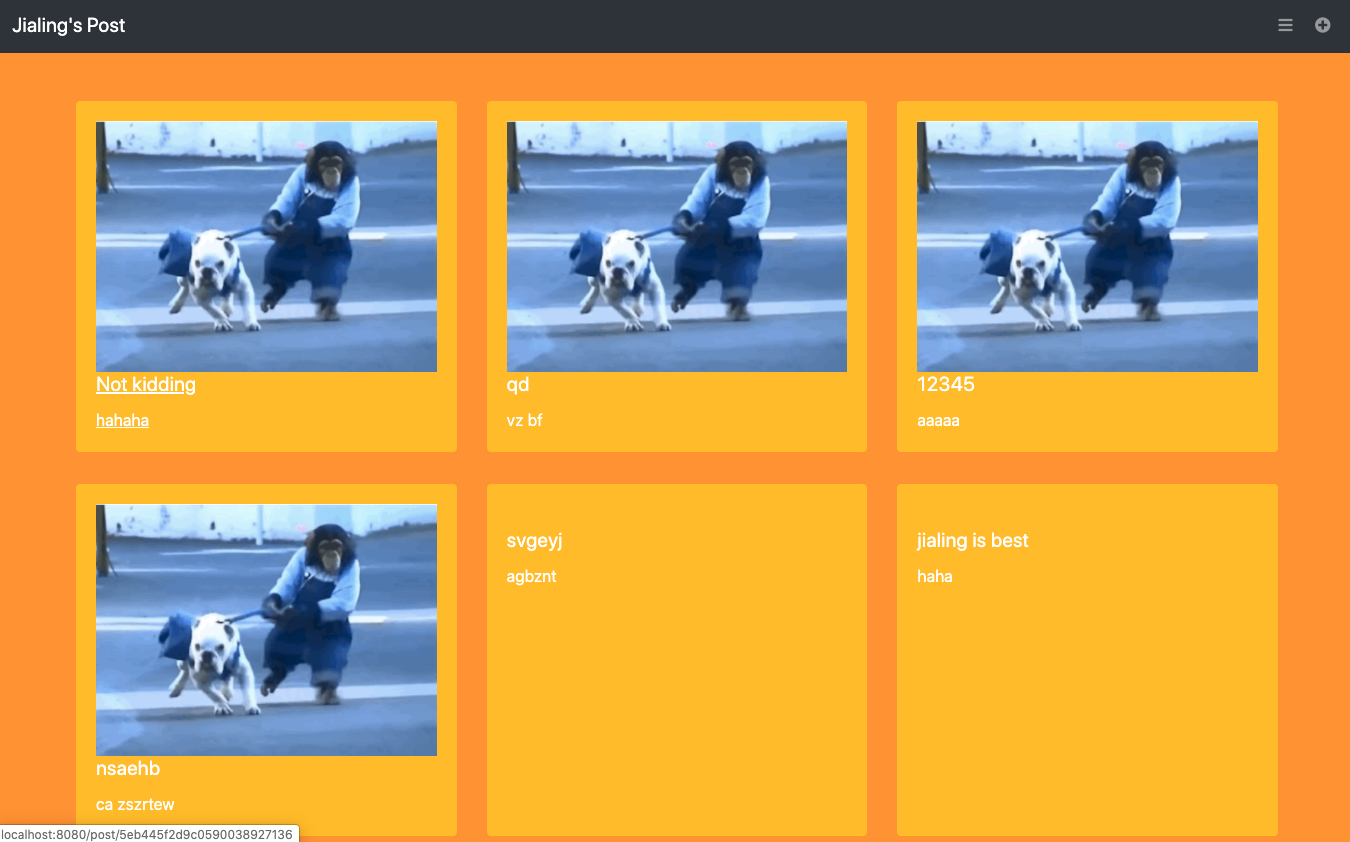 Jialing's Post
Not kidding
hahaha
qd
vz bf
12345
aaaaa
nsaehb
ca zszrtew
svgeyj
agbznt
jialing is best
haha
localhost:8080/post/5eb445f2d9c0590038927136